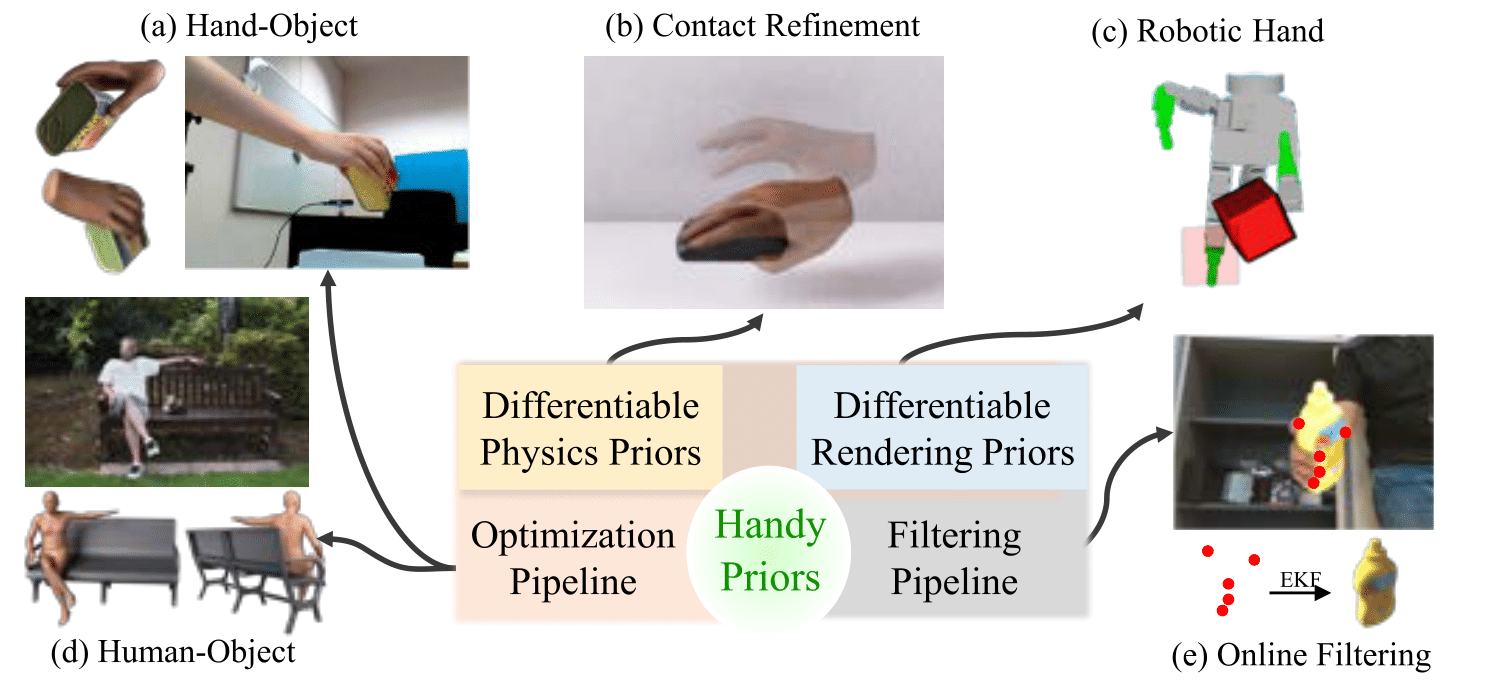 (a) Hand-Object
(b) Contact Refinement
(c) Robotic Hand
Differentiable
Physics Priors
Differentiable
Rendering Priors
Optimization
Pipeline
Handy
Priors
Filtering
Pipeline
EKF
(d) Human-Object
(e) Online Filtering